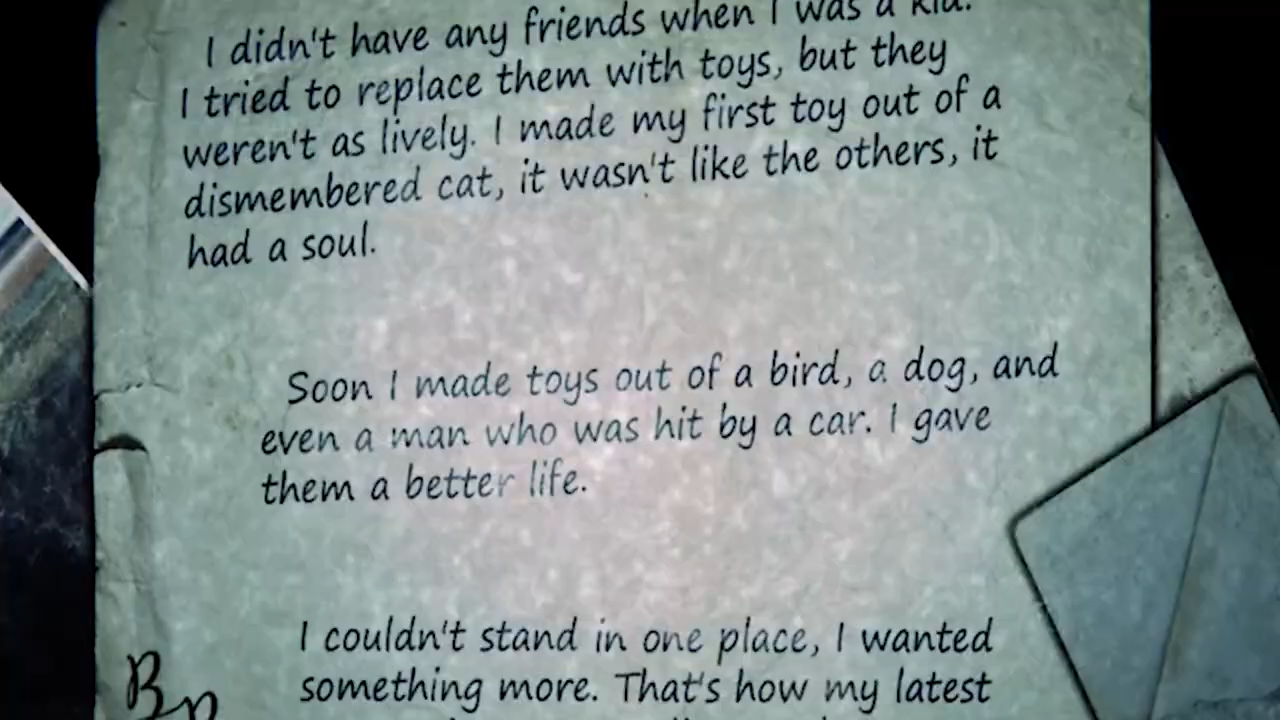 I didn't have any friends when I was a kid.
I tried to replace them with toys, but they
weren't as lively. I made my first toy out of a
dismembered cat, it wasn't like the others, it
had a soul.
Soon I made toys out of a bird, a dog, and
even a man who was hit by a car. I gave
them a better life.
I couldn't stand in one place, I wanted
something more. That's how my latest